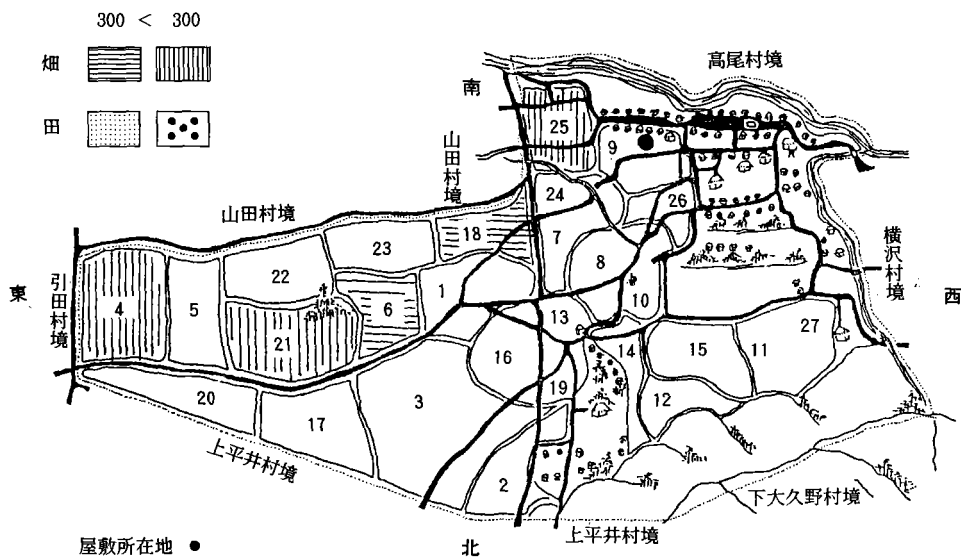 300 < 300
畑
田
高尾村境
南
山田村境
25
9
24
26
山田村境
18
23
7
8
横沢村境
東
引田村境
22
1
10
西
4
5
6
21
13
27
16
14
15
11
20
17
3
19
12
上平井村境
2
下大久野村境
屋敷所在地
北
上平井村境